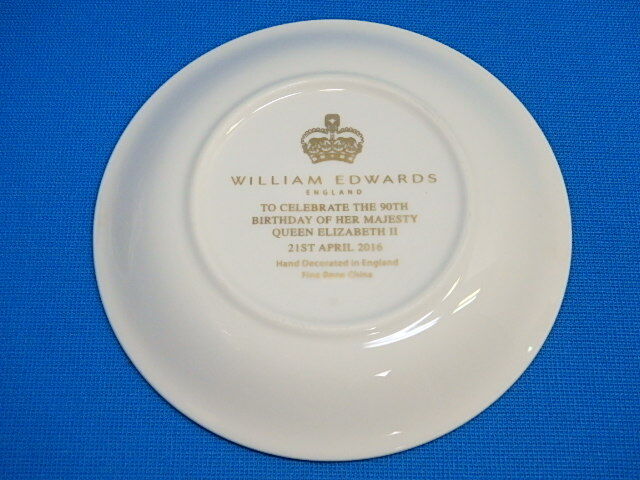 WILLIAM EDWARDS
ENGLAND
TO CELEBRATE THE 90TH
BIRTHDAY OF HER MAJESTY
QUEEN ELIZABETH II
21ST APRIL 2016
Hand Decorated in England
Fine Bone China